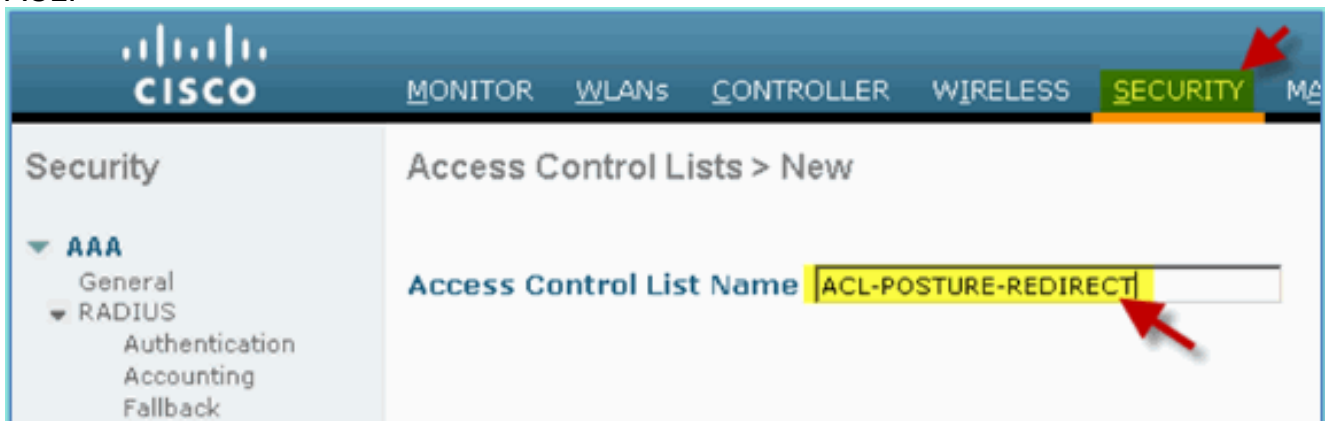 CISCO
MONITOR WLANs CONTROLLER WIRELESS SECURITY
Security
Access Control Lists > New
AAA
General
RADIUS
Authentication
Accounting
Fallback
Access Control List Name ACL-POSTURE-REDIRECT